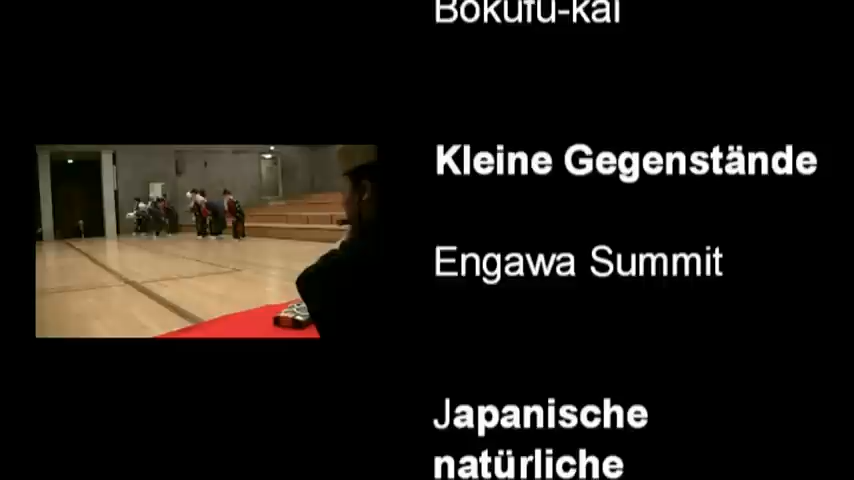 Bokufu-kai
Kleine Gegenstände
Engawa Summit
Japanische
natürliche